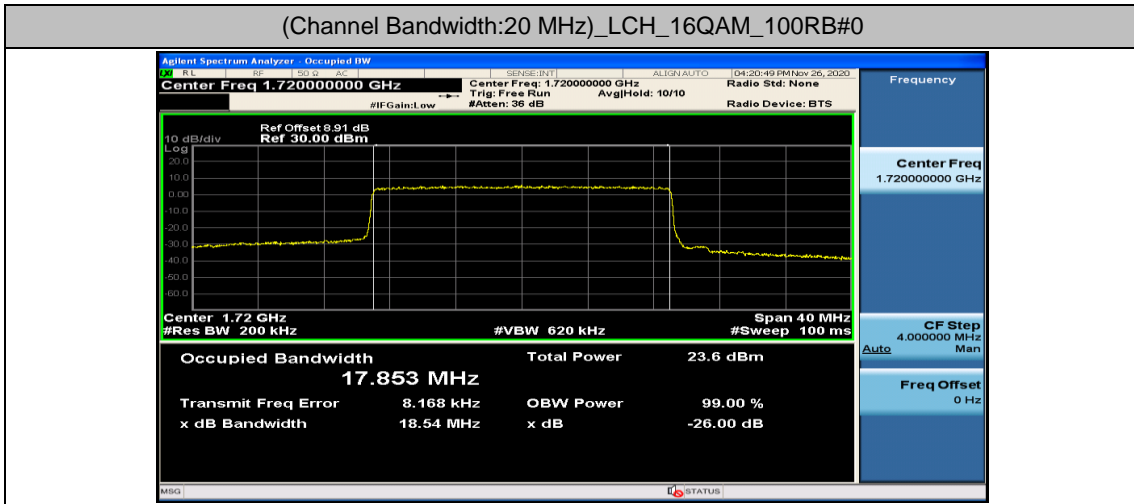 (Channel Bandwidth:20 MHz)_LCH_16QAM_100RB#0
Agilent Spectrum Analyzer - Occupied BW
LXI RL RF 50 Ω AC SENSE:INT ALIGN AUTO 04:20:49 PM Nov 26, 2020
Center Freq 1.720000000 GHz
Center Freq: 1.720000000 GHz
Radio Std: None
Trig: Free Run Avg|Hold: 10/10
#IFGain:Low #Atten: 36 dB Radio Device: BTS
Frequency
Ref Offset 8.91 dB
10 dB/div Ref 30.00 dBm
Log
20.0
10.0
0.00
-10.0
-20.0
-30.0
-40.0
-50.0
-60.0
Center 1.72 GHz Span 40 MHz
#Res BW 200 kHz #VBW 620 kHz #Sweep 100 ms
Center Freq
1.720000000 GHz
CF Step
4.000000 MHz
Auto Man
Freq Offset
0 Hz
Occupied Bandwidth Total Power 23.6 dBm
17.853 MHz
Transmit Freq Error 8.168 kHz OBW Power 99.00 %
x dB Bandwidth 18.54 MHz x dB -26.00 dB
MSG STATUS